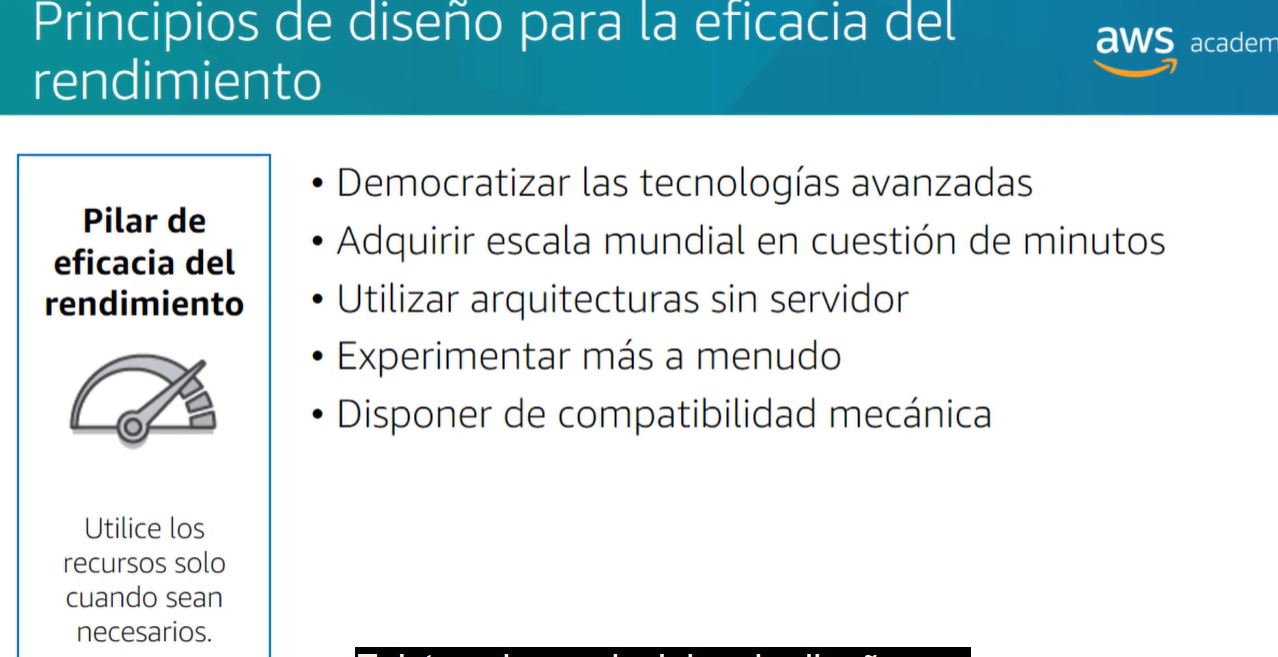 Principios de diseño para la eficacia del
rendimiento
aws academ
Pilar de
eficacia del
rendimiento
Utilice los
recursos solo
cuando sean
necesarios.
• Democratizar las tecnologías avanzadas
• Adquirir escala mundial en cuestión de minutos
• Utilizar arquitecturas sin servidor
• Experimentar más a menudo
• Disponer de compatibilidad mecánica